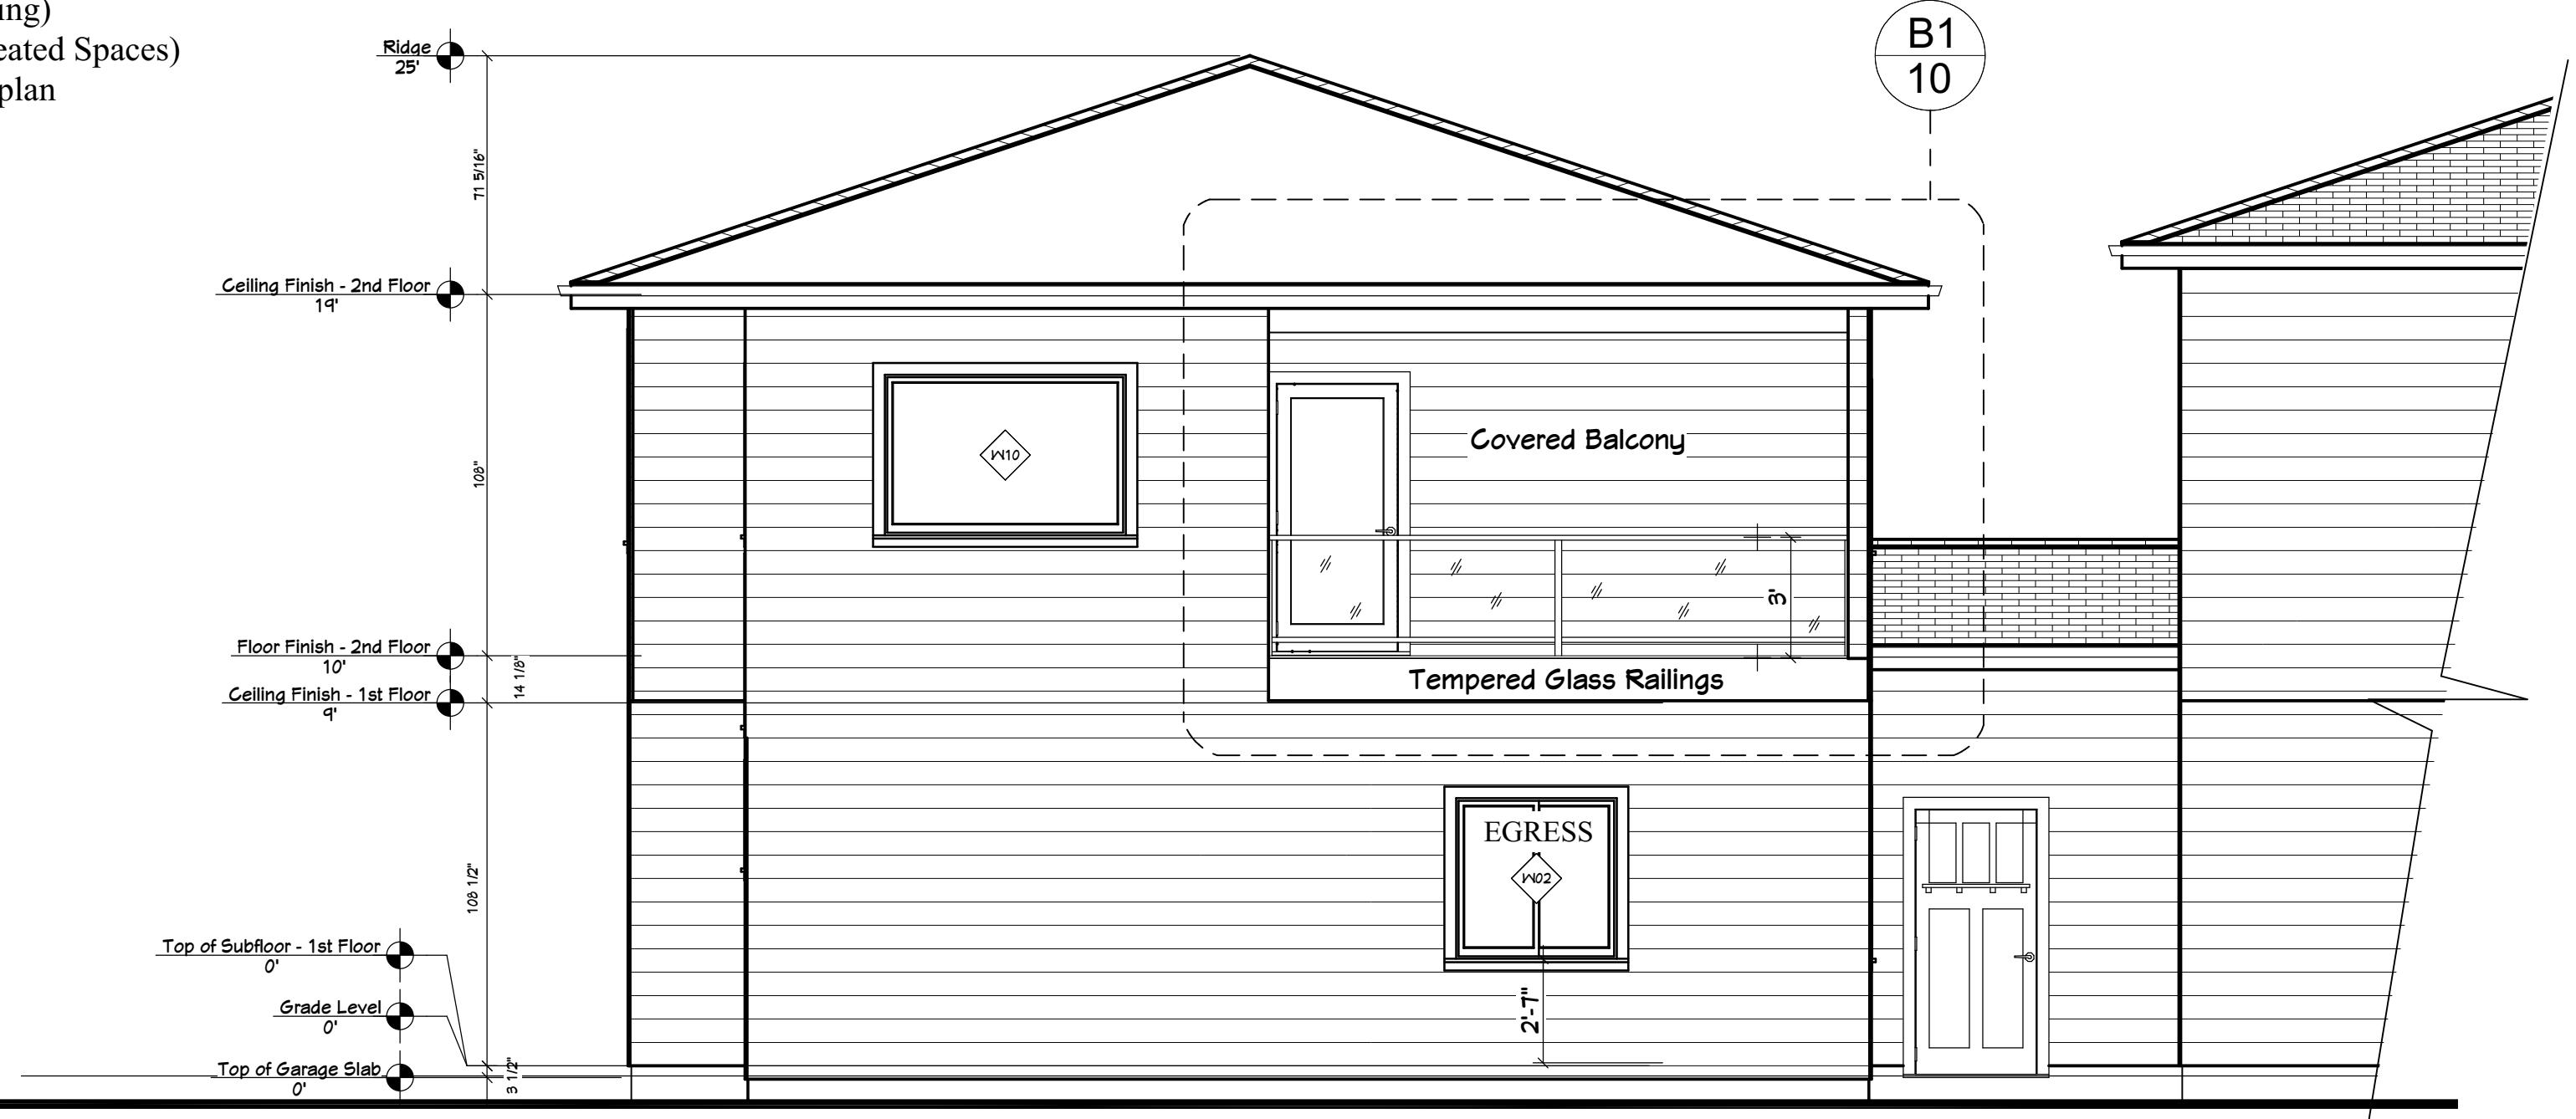 ung)
eated Spaces)
plan
B1
10
Ridge
25'
71 5/16"
Ceiling Finish - 2nd Floor
19'
W10
Covered Balcony
108"
3'
Floor Finish - 2nd Floor
10'
14 1/8"
Tempered Glass Railings
Ceiling Finish - 1st Floor
9'
EGRESS
W02
108 1/2"
Top of Subfloor - 1st Floor
0'
Grade Level
0'
2'-7"
Top of Garage Slab
0'
3 1/2"